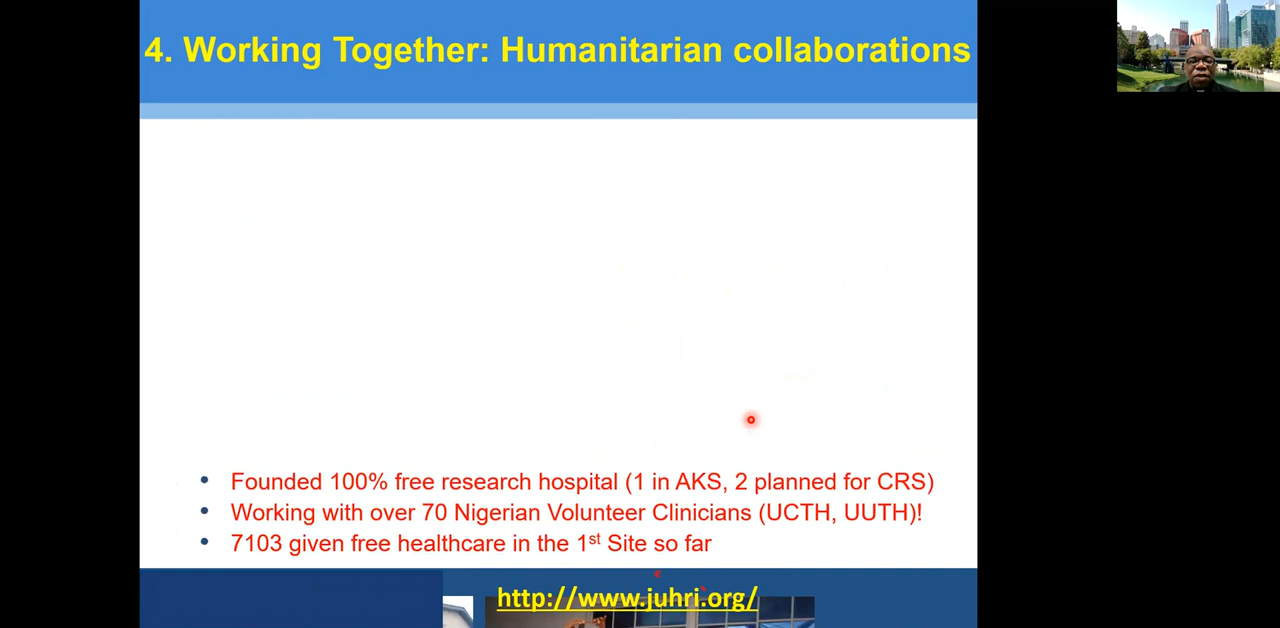 4. Working Together: Humanitarian collaborations
• Founded 100% free research hospital (1 in AKS, 2 planned for CRS)
• Working with over 70 Nigerian Volunteer Clinicians (UCTH, UUTH)!
• 7103 given free healthcare in the 1st Site so far
http://www.juhri.org/